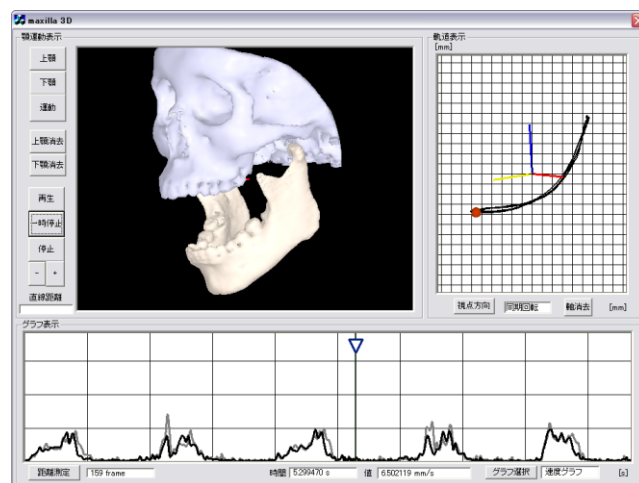 maxilla 3D
顎運動表示
上顎
下顎
運動
上顎消去
下顎消去
再生
一時停止
停止
-
+
直線距離
軌道表示
[mm]
視点方向
同期回転
軸消去
[mm]
グラフ表示
距離測定
159 frame
時間
5.299470 s
値
6.502119 mm/s
グラフ選択
速度グラフ
[s]